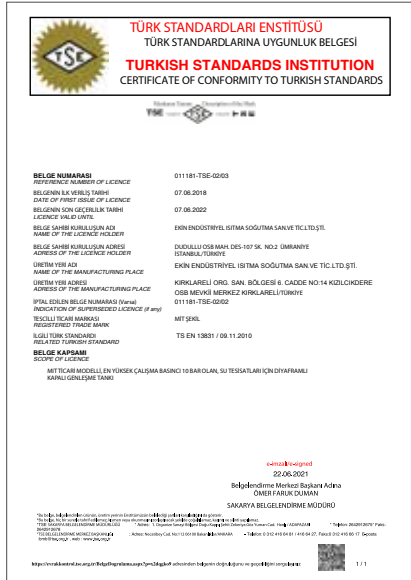 TSE
TÜRK STANDARDLARI ENSTİTÜSÜ
TÜRK STANDARDLARINA UYGUNLUK BELGESİ
TURKISH STANDARDS INSTITUTION
CERTIFICATE OF CONFORMITY TO TURKISH STANDARDS
TSE
BELGE NUMARASI 011181-TSE-02/03
REFERENCE NUMBER OF LICENCE
BELGENİN İLK VERİLİŞ TARİHİ 07.06.2018
DATE OF FIRST ISSUE OF LICENCE
BELGENİN SON GEÇERLİLİK TARİHİ 07.06.2022
LICENCE VALID UNTIL
BELGE SAHİBİ KURULUŞUN ADI EKİN ENDÜSTRİYEL ISITMA SOĞUTMA SAN.VE TİC.LTD.ŞTİ.
NAME OF THE LICENCE HOLDER
BELGE SAHİBİ KURULUŞUN ADRESİ DUDULLU OSB MAH. DES-107 SK. NO:2 ÜMRANİYE
ADRESS OF THE LICENCE HOLDER İSTANBUL/TÜRKİYE
ÜRETİM YERİ ADI EKİN ENDÜSTRİYEL ISITMA SOĞUTMA SAN.VE TİC.LTD.ŞTİ.
NAME OF THE MANUFACTURING PLACE
ÜRETİM YERİ ADRESİ KIRKLARELİ ORG. SAN. BÖLGESİ 6. CADDE NO:14 KIZILCIKDERE
ADRESS OF THE MANUFACTURING PLACE OSB MEVKİİ MERKEZ KIRKLARELİ/TÜRKİYE
İPTAL EDİLEN BELGE NUMARASI (Varsa) 011181-TSE-02/02
INDICATION OF SUPERSEDED LICENCE (if any)
TESCİLLİ TİCARİ MARKASI MİT ŞEKİL
REGISTERED TRADE MARK
İLGİLİ TÜRK STANDARDI TS EN 13831 / 09.11.2010
RELATED TURKISH STANDARD
BELGE KAPSAMI
SCOPE OF LICENCE
MIT TİCARİ MODELLİ, EN YÜKSEK ÇALIŞMA BASINCI 10 BAR OLAN, SU TESİSATLARI İÇİN DİYAFRAMLI
KAPALI GENLEŞME TANKI
e-imzalı/e-signed
22.06.2021
Belgelendirme Merkezi Başkanı Adına
ÖMER FARUK DUMAN
SAKARYA BELGELENDİRME MÜDÜRLÜĞÜ
1 / 1